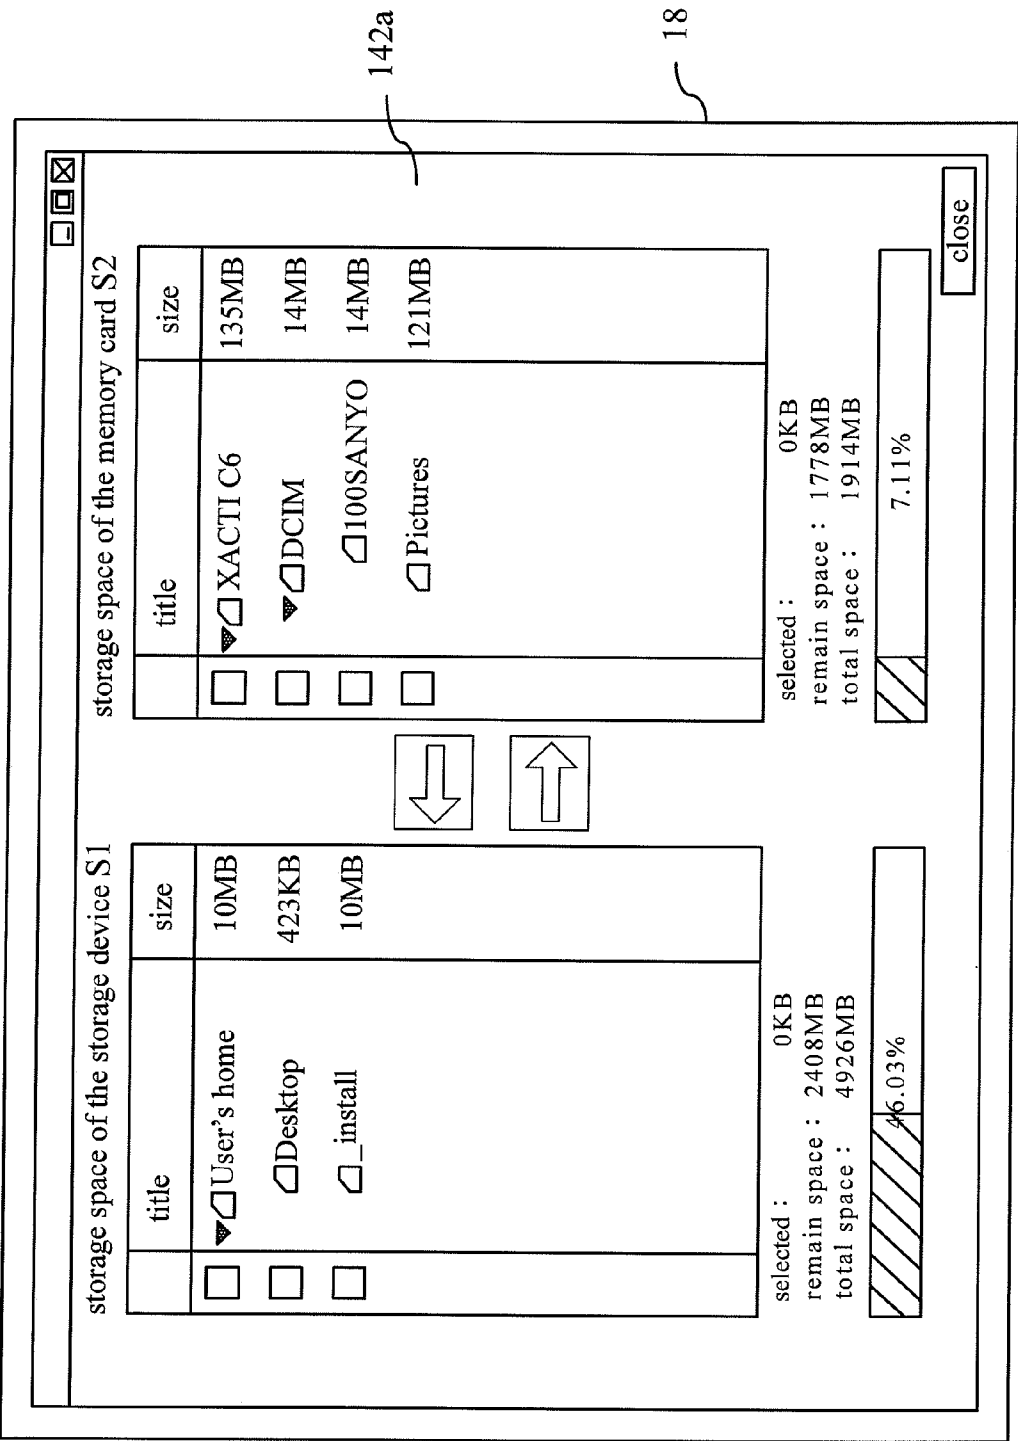 142a
18
storage space of the storage device S1
title size
User's home 10MB
Desktop 423KB
_install 10MB
selected : 0KB
remain space : 2408MB
total space : 4926MB
46.03%
storage space of the memory card S2
title size
XACTI C6 135MB
DCIM 14MB
100SANYO 14MB
Pictures 121MB
selected : 0KB
remain space : 1778MB
total space : 1914MB
7.11%
close